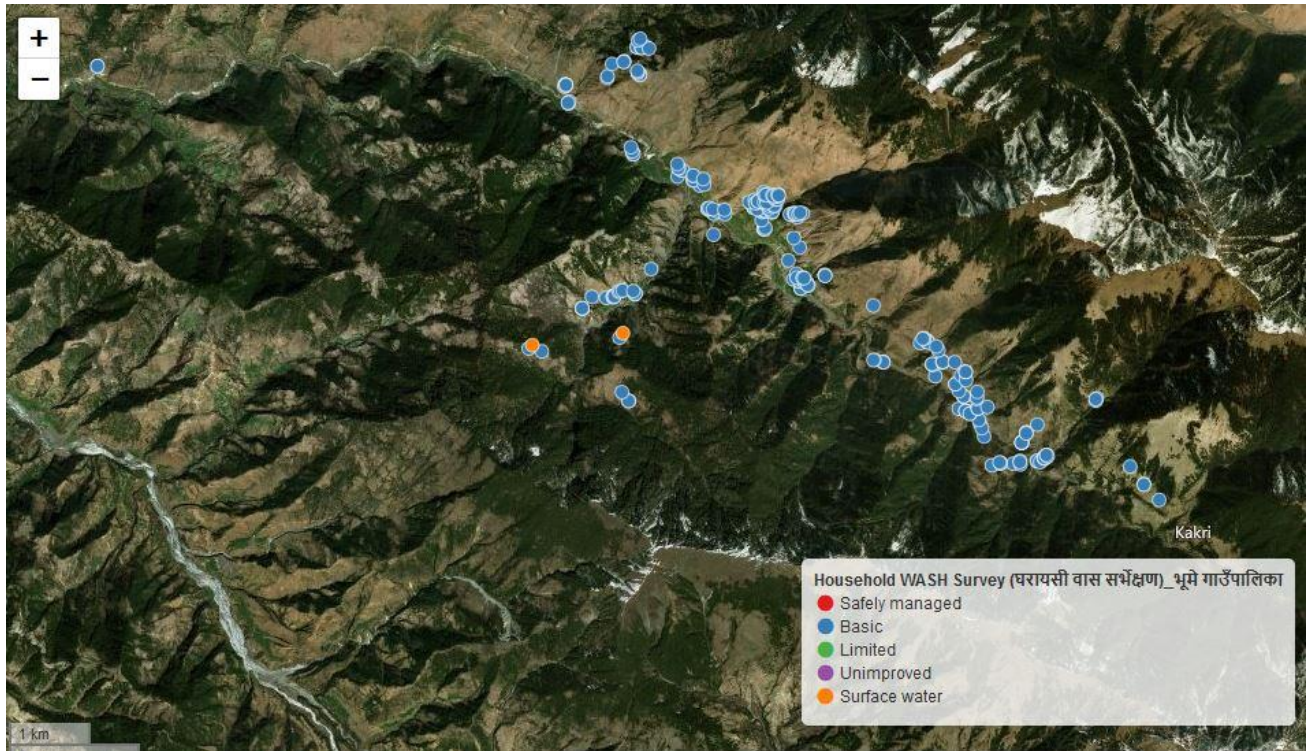 +
−
Kakri
Household WASH Survey (घरायसी वास सर्भेक्षण)_भूमे गाउँपालिका
Safely managed
Basic
Limited
Unimproved
Surface water
1 km